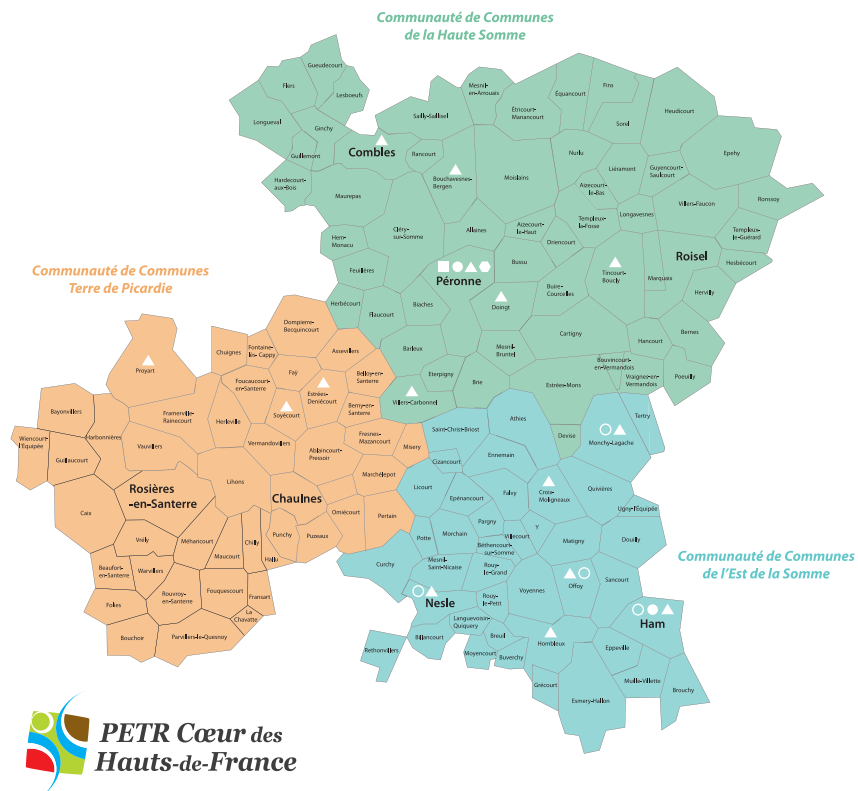 Communauté de Communes
de la Haute Somme
Gueudecourt
Flers
Lesbœufs
Longueval
Ginchy
Guillemont
Hardecourt-
aux-Bois
Combles
Maurepas
Sailly-Saillisel
Rancourt
Mesnil-
en-Arrouais
Étricourt-
Manancourt
Équancourt
Fins
Sorel
Heudicourt
Bouchavesnes-
Bergen
Moislains
Nurlu
Liéramont
Guyencourt-
Saulcourt
Epehy
Aizecourt-
le-Bas
Villers-Faucon
Ronssoy
Templeux-
la-Fosse
Longavesnes
Templeux-
le-Guérard
Hem-
Monacu
Cléry-
sur-Somme
Allaines
Aizecourt-
le-Haut
Driencourt
Roisel
Hesbécourt
Feuillères
Péronne
Bussu
Tincourt-
Boucly
Marquaix
Hervilly
Herbécourt
Flaucourt
Biaches
Doingt
Buire-
Courcelles
Cartigny
Hancourt
Bernes
Barleux
Mesnil-
Bruntel
Bouvincourt-
en-Vermandois
Vraignes-en-
Vermandois
Poeuilly
Eterpigny
Brie
Estrées-Mons
Villers-Carbonnel
Devise
Communauté de Communes
Terre de Picardie
Dompierre-
Becquincourt
Proyart
Chuignes
Fontaine-
lès- Cappy
Assevillers
Fay
Belloy-en-
Santerre
Foucaucourt-
en-Santerre
Estrées-
Deniécourt
Berny-en-
Santerre
Soyécourt
Bayonvillers
Framerville-
Rainecourt
Herleville
Wiencourt-
l'Equipée
Harbonnières
Vauvillers
Vermandovillers
Fresnes-
Mazancourt
Misery
Guillaucourt
Ablaincourt-
Pressoir
Marchélepot
Lihons
Rosières
-en-Santerre
Chaulnes
Omiécourt
Pertain
Caix
Vrély
Méharicourt
Maucourt
Chilly
Hallu
Punchy
Puzeaux
Beaufort-
en-Santerre
Warvillers
Rouvroy-
en-Santerre
Fouquescourt
Fransart
Folies
La
Chavatte
Bouchoir
Parvillers-le-Quesnoy
Saint-Christ-Briost
Athies
Tertry
Monchy-Lagache
Cizancourt
Ennemain
Licourt
Epénancourt
Falvy
Croix-
Moligneaux
Quivières
Ugny-l'Equipée
Pargny
Y
Potte
Morchain
Villecourt
Matigny
Douilly
Béthencourt-
sur-Somme
Communauté de Communes
de l'Est de la Somme
Curchy
Mesnil-
Saint-Nicaise
Rouy-
le-Grand
Voyennes
Offoy
Sancourt
Nesle
Rouy-
le-Petit
Ham
Languevoisin-
Quiquery
Billancourt
Breuil
Hombleux
Eppeville
Rethonvillers
Moyencourt
Buverchy
Grécourt
Muille-Villette
Brouchy
Esmery-Hallon
PETR Cœur des
Hauts-de-France